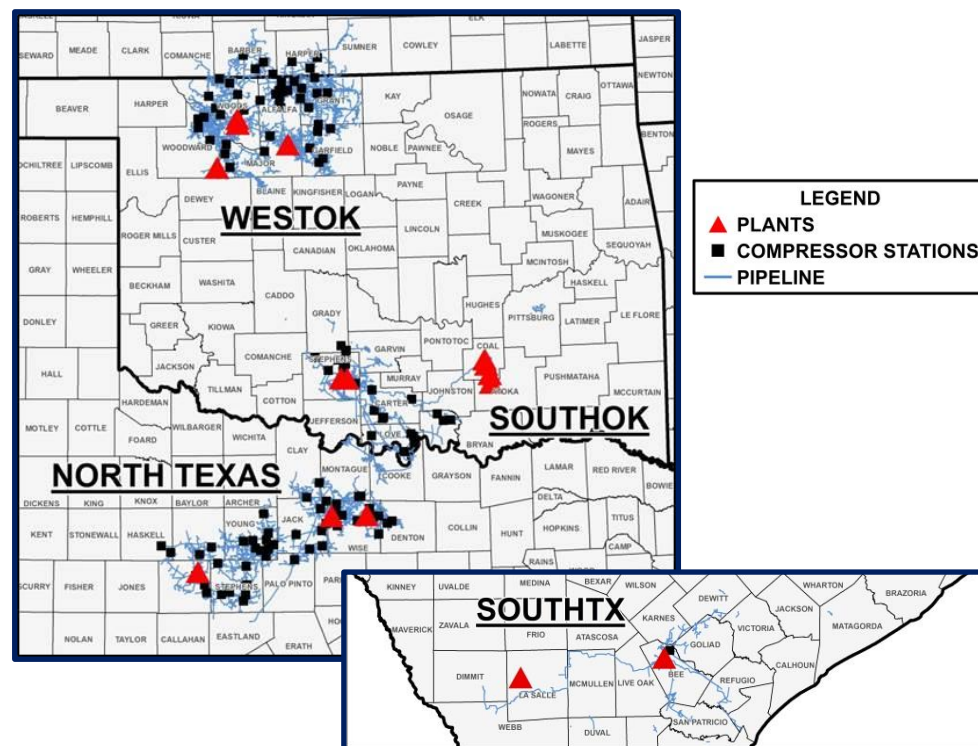 SEWARD
MEADE
CLARK
COMANCHE
BARBER
HARPER
SUMNER
COWLEY
ELK
LABETTE
JASPER
NEWTON
BEAVER
HARPER
WOODS
ALFALFA
GRANT
KAY
OSAGE
NOWATA
CRAIG
OTTAWA
ROGERS
MAYES
BENTON
WOODWARD
MAJOR
GARFIELD
NOBLE
PAWNEE
OCHILTREE
LIPSCOMB
ELLIS
DEWEY
BLAINE
KINGFISHER
LOGAN
PAYNE
CREEK
WAGONER
ADAIR
ROBERTS
HEMPHILL
ROGER MILLS
CUSTER
WESTOK
CANADIAN
OKLAHOMA
LINCOLN
MUSKOGEE
SEQUOYAH
MCINTOSH
GRAY
WHEELER
BECKHAM
WASHITA
CADDO
GRADY
HUGHES
PITTSBURG
HASKELL
LATIMER
LE FLORE
DONLEY
GREER
KIOWA
COMANCHE
STEPHENS
GARVIN
PONTOTOC
COAL
HALL
JACKSON
TILLMAN
COTTON
JEFFERSON
CARTER
MURRAY
JOHNSTON
PUSHMATAHA
MCCURTAIN
HARDEMAN
LOVE
SOUTHOK
BRYAN
MOTLEY
COTTLE
FOARD
WILBARGER
WICHITA
CLAY
MONTAGUE
COOKE
GRAYSON
FANNIN
LAMAR
RED RIVER
BOWIE
NORTH TEXAS
DICKENS
KING
KNOX
BAYLOR
ARCHER
YOUNG
JACK
WISE
DENTON
COLLIN
HUNT
DELTA
HOPKINS
TITUS
CAMP
KENT
STONEWALL
HASKELL
RAINS
SCURRY
FISHER
JONES
STEPHENS
PALO PINTO
NOLAN
TAYLOR
CALLAHAN
EASTLAND
ERATH
LEGEND
PLANTS
COMPRESSOR STATIONS
PIPELINE
KINNEY
UVALDE
MEDINA
BEXAR
WILSON
DEWITT
WHARTON
BRAZORIA
SOUTHTX
MAVERICK
ZAVALA
FRIO
ATASCOSA
KARNES
GOLIAD
VICTORIA
JACKSON
MATAGORDA
CALHOUN
DIMMIT
LA SALLE
MCMULLEN
LIVE OAK
BEE
REFUGIO
WEBB
DUVAL
SAN PATRICIO